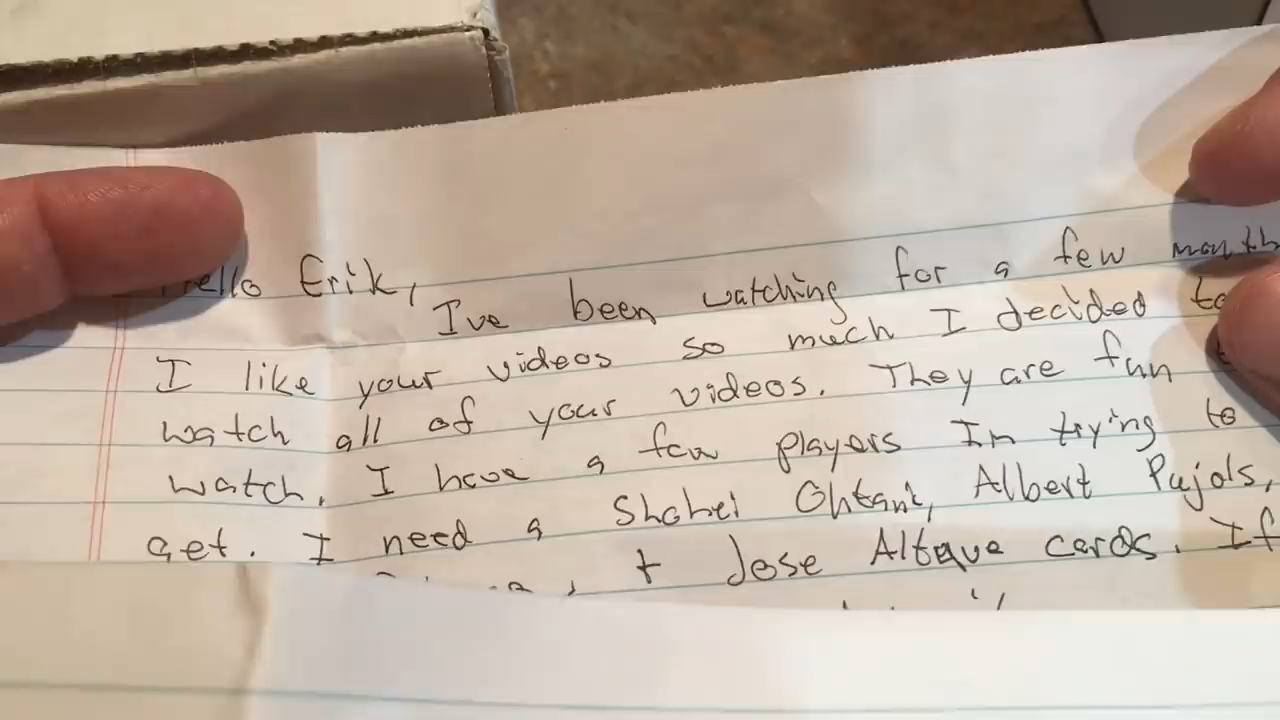 Hello Erik,
I've been watching for a few month
I like your videos so much I decided to
watch all of your videos. They are fun
watch. I have a few players Im trying to
get. I need a Shohei Ohtani, Albert Pujols,
+ Jose Altque cards. If